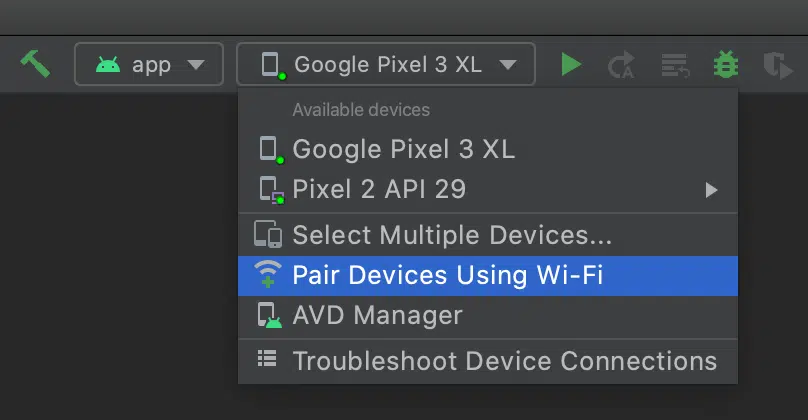 app
Google Pixel 3 XL
Available devices
Google Pixel 3 XL
Pixel 2 API 29
Select Multiple Devices...
Pair Devices Using Wi-Fi
AVD Manager
Troubleshoot Device Connections